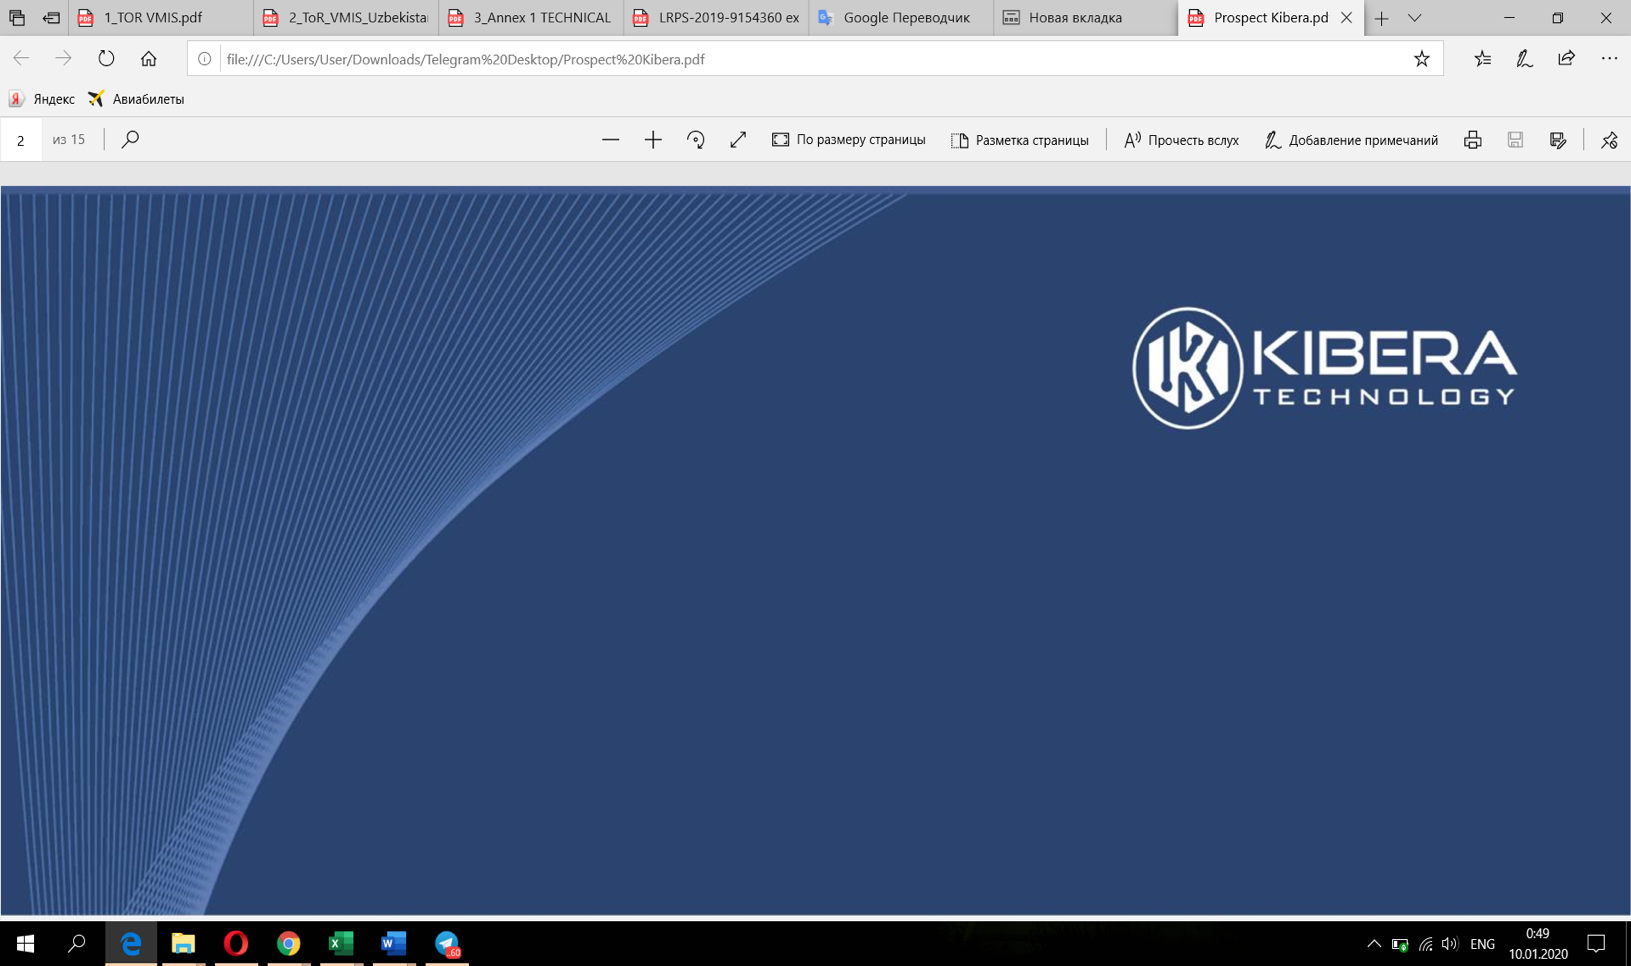 1_TOR VMIS.pdf
2_ToR_VMIS_Uzbekista
3_Annex 1 TECHNICAL
LRPS-2019-9154360 ex
Google Переводчик
Новая вкладка
Prospect Kibera.pd
file:///C:/Users/User/Downloads/Telegram%20Desktop/Prospect%20Kibera.pdf
Яндекс
Авиабилеты
2 из 15
По размеру страницы
Разметка страницы
Прочесть вслух
Добавление примечаний
KIBERA
TECHNOLOGY
60
ENG
0:49
10.01.2020